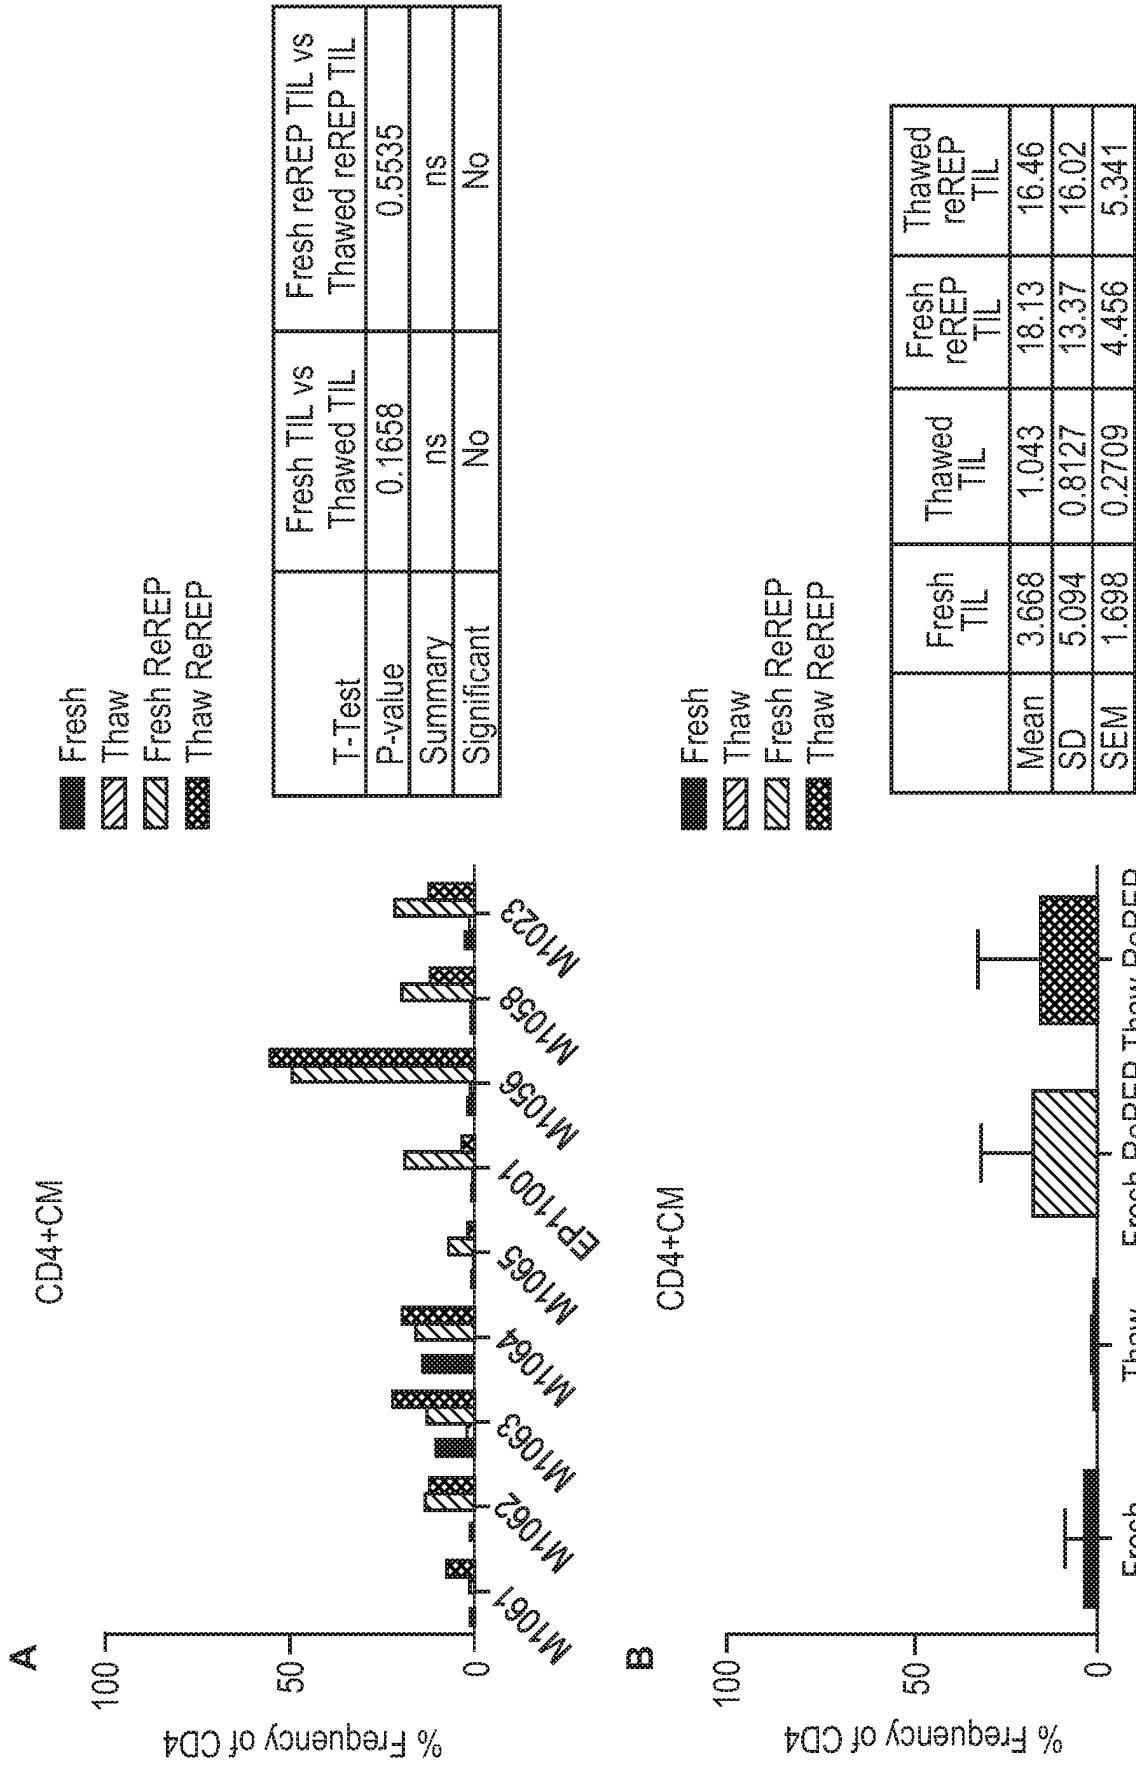 A
CD4+CM
% Frequency of CD4
100
50
0
M1061
M1062
M1063
M1064
M1065
EP11001
M1056
M1058
M1023
Fresh
Thaw
Fresh ReREP
Thaw ReREP
T-Test
Fresh TIL vs
Thawed TIL
Fresh reREP TIL vs
Thawed reREP TIL
P-value 0.1658 0.5535
Summary ns ns
Significant No No
B
CD4+CM
% Frequency of CD4
100
50
0
Fresh Thaw Fresh ReREP Thaw ReREP
Fresh
Thaw
Fresh ReREP
Thaw ReREP
Fresh
TIL
Thawed
TIL
Fresh
reREP
TIL
Thawed
reREP
TIL
Mean 3.668 1.043 18.13 16.46
SD 5.094 0.8127 13.37 16.02
SEM 1.698 0.2709 4.456 5.341